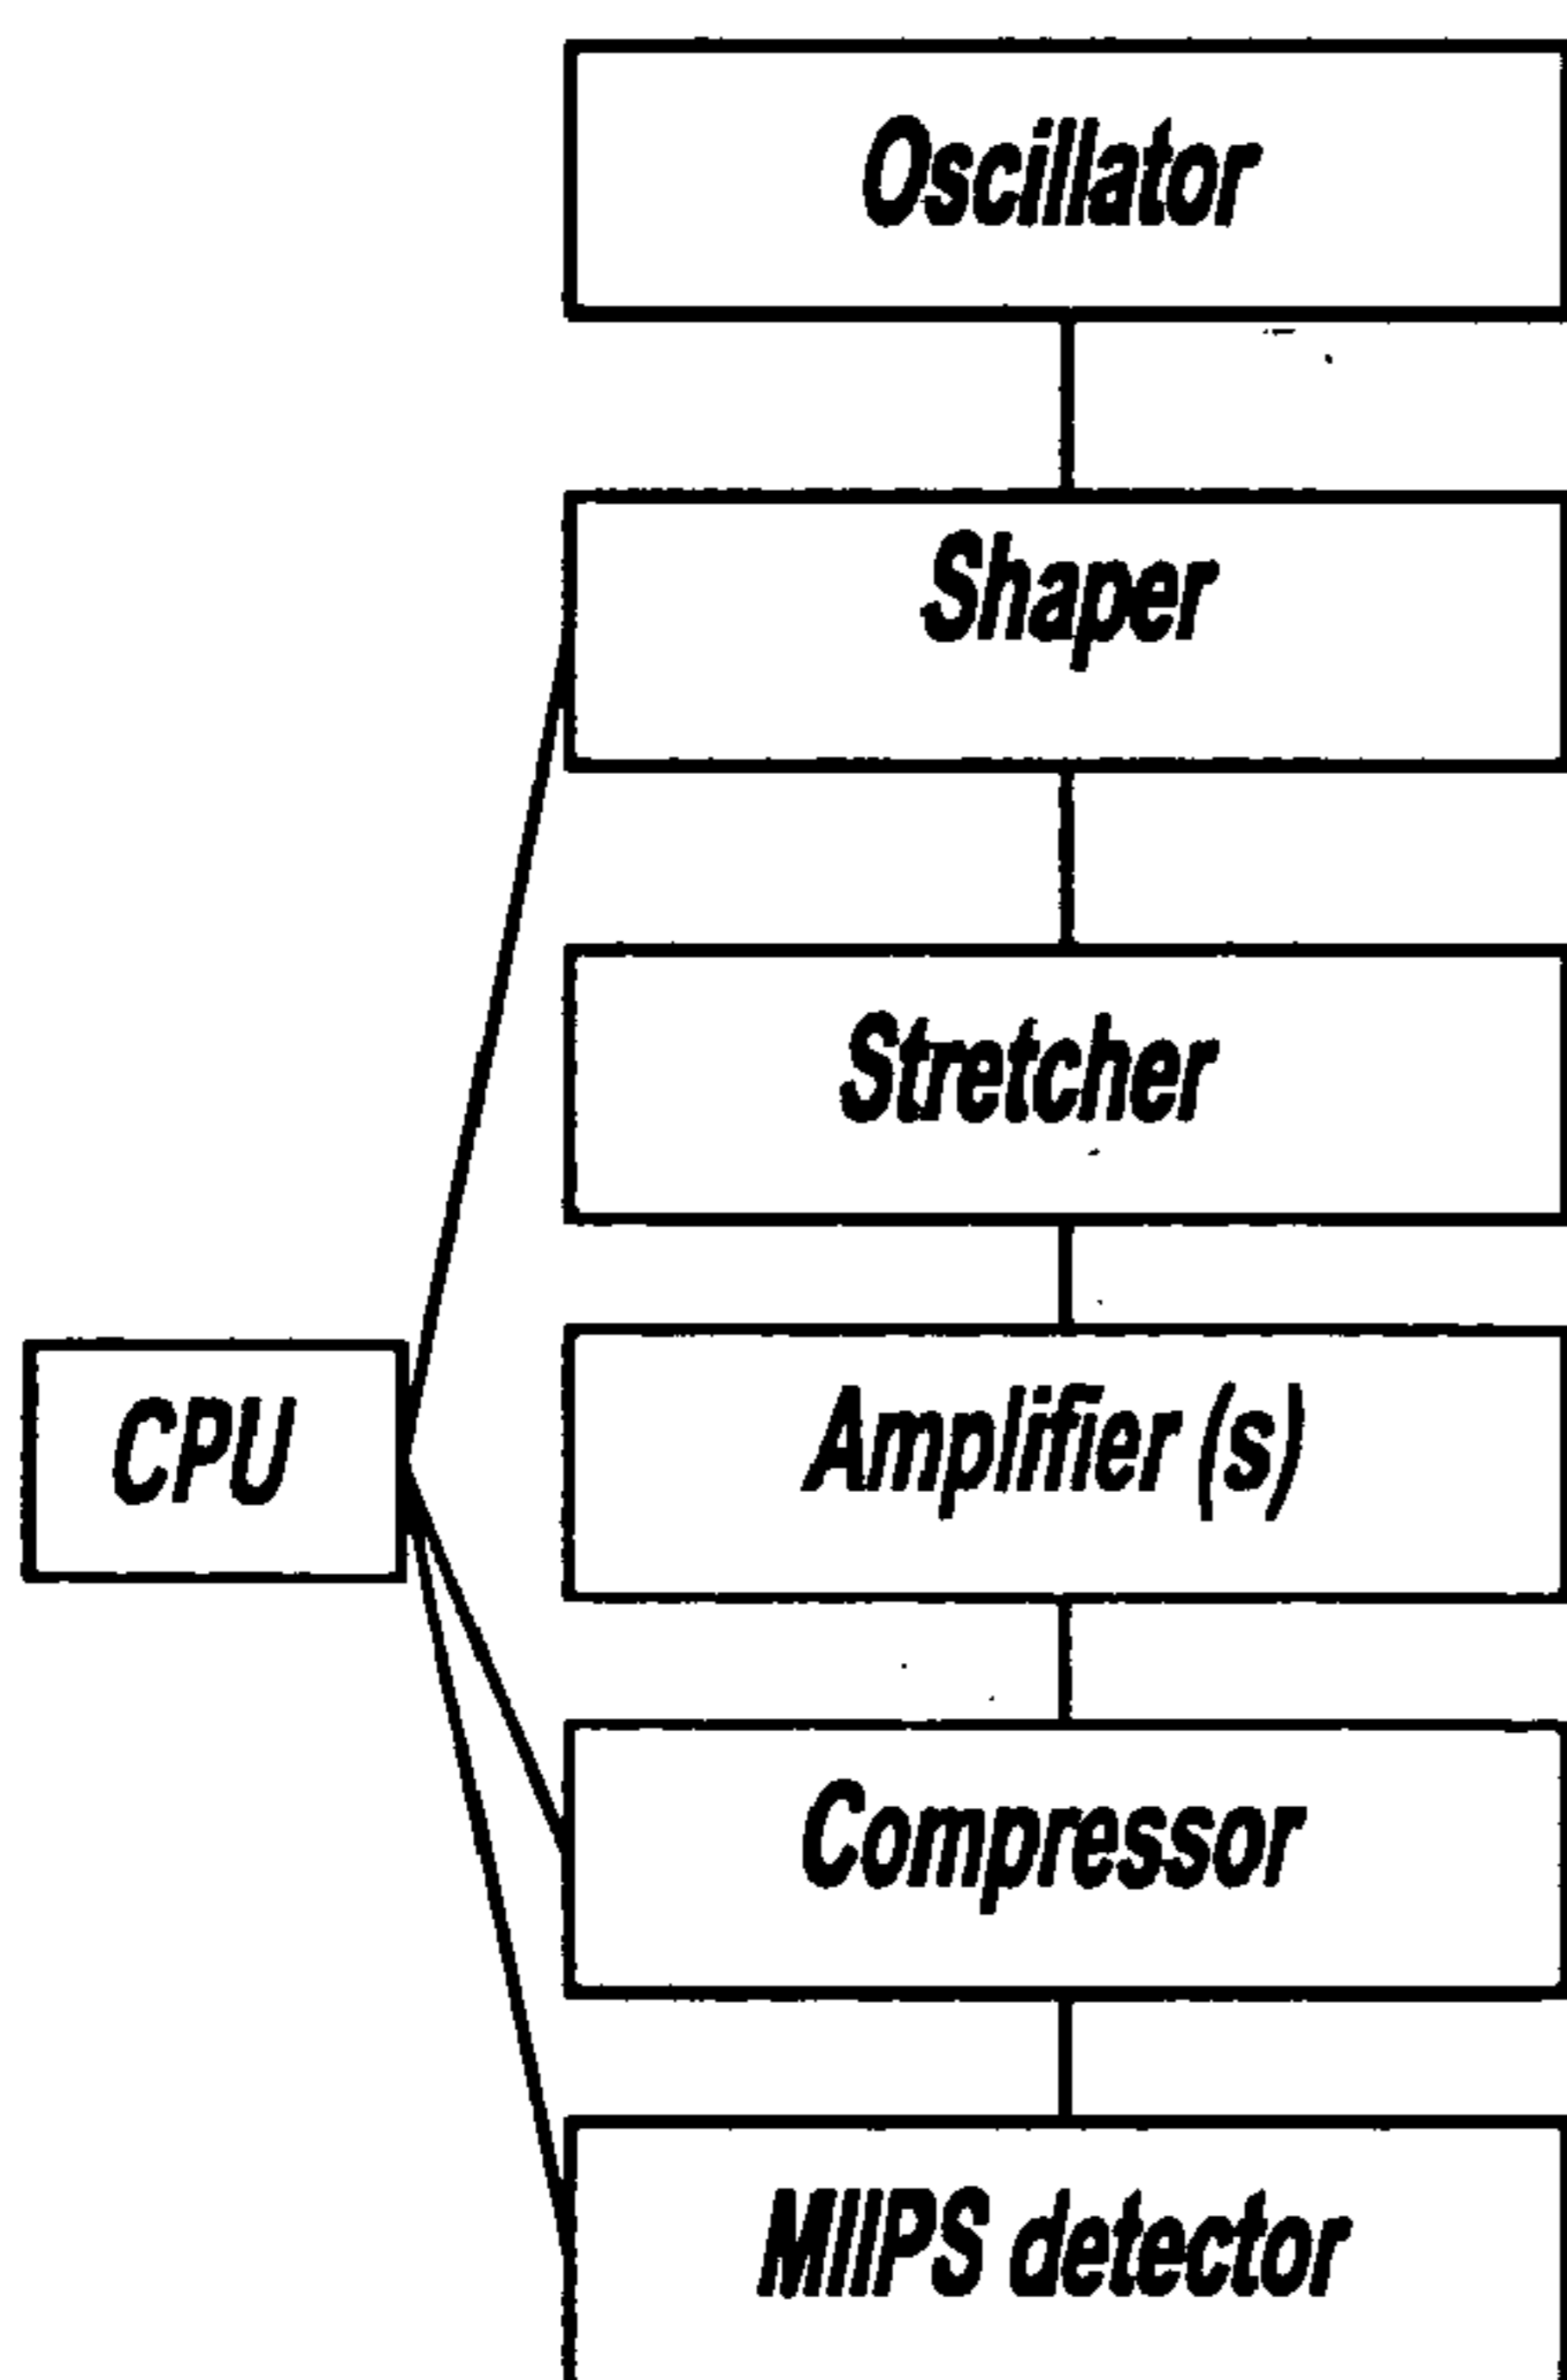 Oscillator
Shaper
Stretcher
CPU
Amplifier (s)
Compressor
MIIPS detector